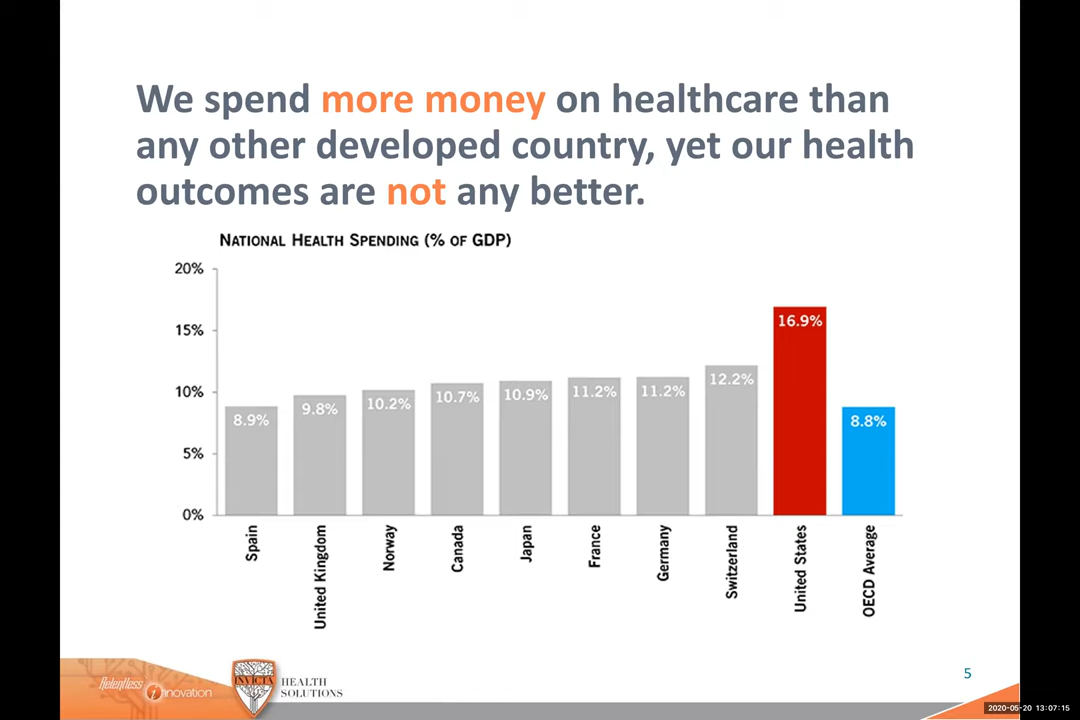 We spend more money on healthcare than
any other developed country, yet our health
outcomes are not any better.
NATIONAL HEALTH SPENDING (% OF GDP)
20%
15%
10%
5%
0%
8.9%
9.8%
10.2%
10.7%
10.9%
11.2%
11.2%
12.2%
16.9%
8.8%
Spain
United Kingdom
Norway
Canada
Japan
France
Germany
Switzerland
United States
OECD Average
Relentless
innovation
INVICTA
HEALTH
SOLUTIONS
5
2020-05-20 13:07:15